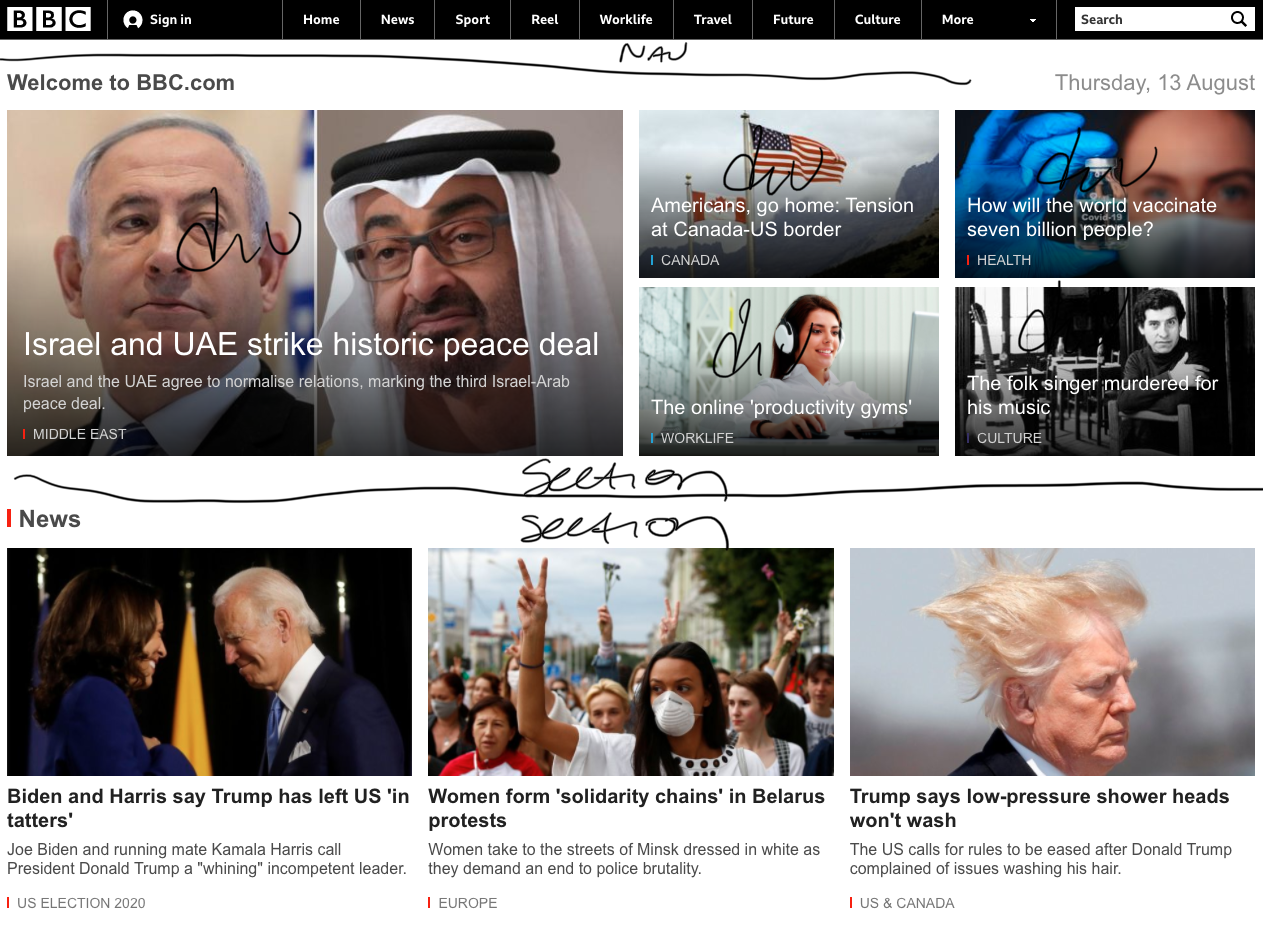 BBC Sign in Home News Sport Reel Worklife Travel Future Culture More Search
NAV
Welcome to BBC.com Thursday, 13 August
div
Israel and UAE strike historic peace deal
Israel and the UAE agree to normalise relations, marking the third Israel-Arab
peace deal.
MIDDLE EAST
div
Americans, go home: Tension
at Canada-US border
CANADA
div
Covid-19
How will the world vaccinate
seven billion people?
HEALTH
div
The online 'productivity gyms'
WORKLIFE
The folk singer murdered for
his music
CULTURE
Section
Section
News
Biden and Harris say Trump has left US 'in
tatters'
Joe Biden and running mate Kamala Harris call
President Donald Trump a "whining" incompetent leader.
US ELECTION 2020
Women form 'solidarity chains' in Belarus
protests
Women take to the streets of Minsk dressed in white as
they demand an end to police brutality.
EUROPE
Trump says low-pressure shower heads
won't wash
The US calls for rules to be eased after Donald Trump
complained of issues washing his hair.
US & CANADA